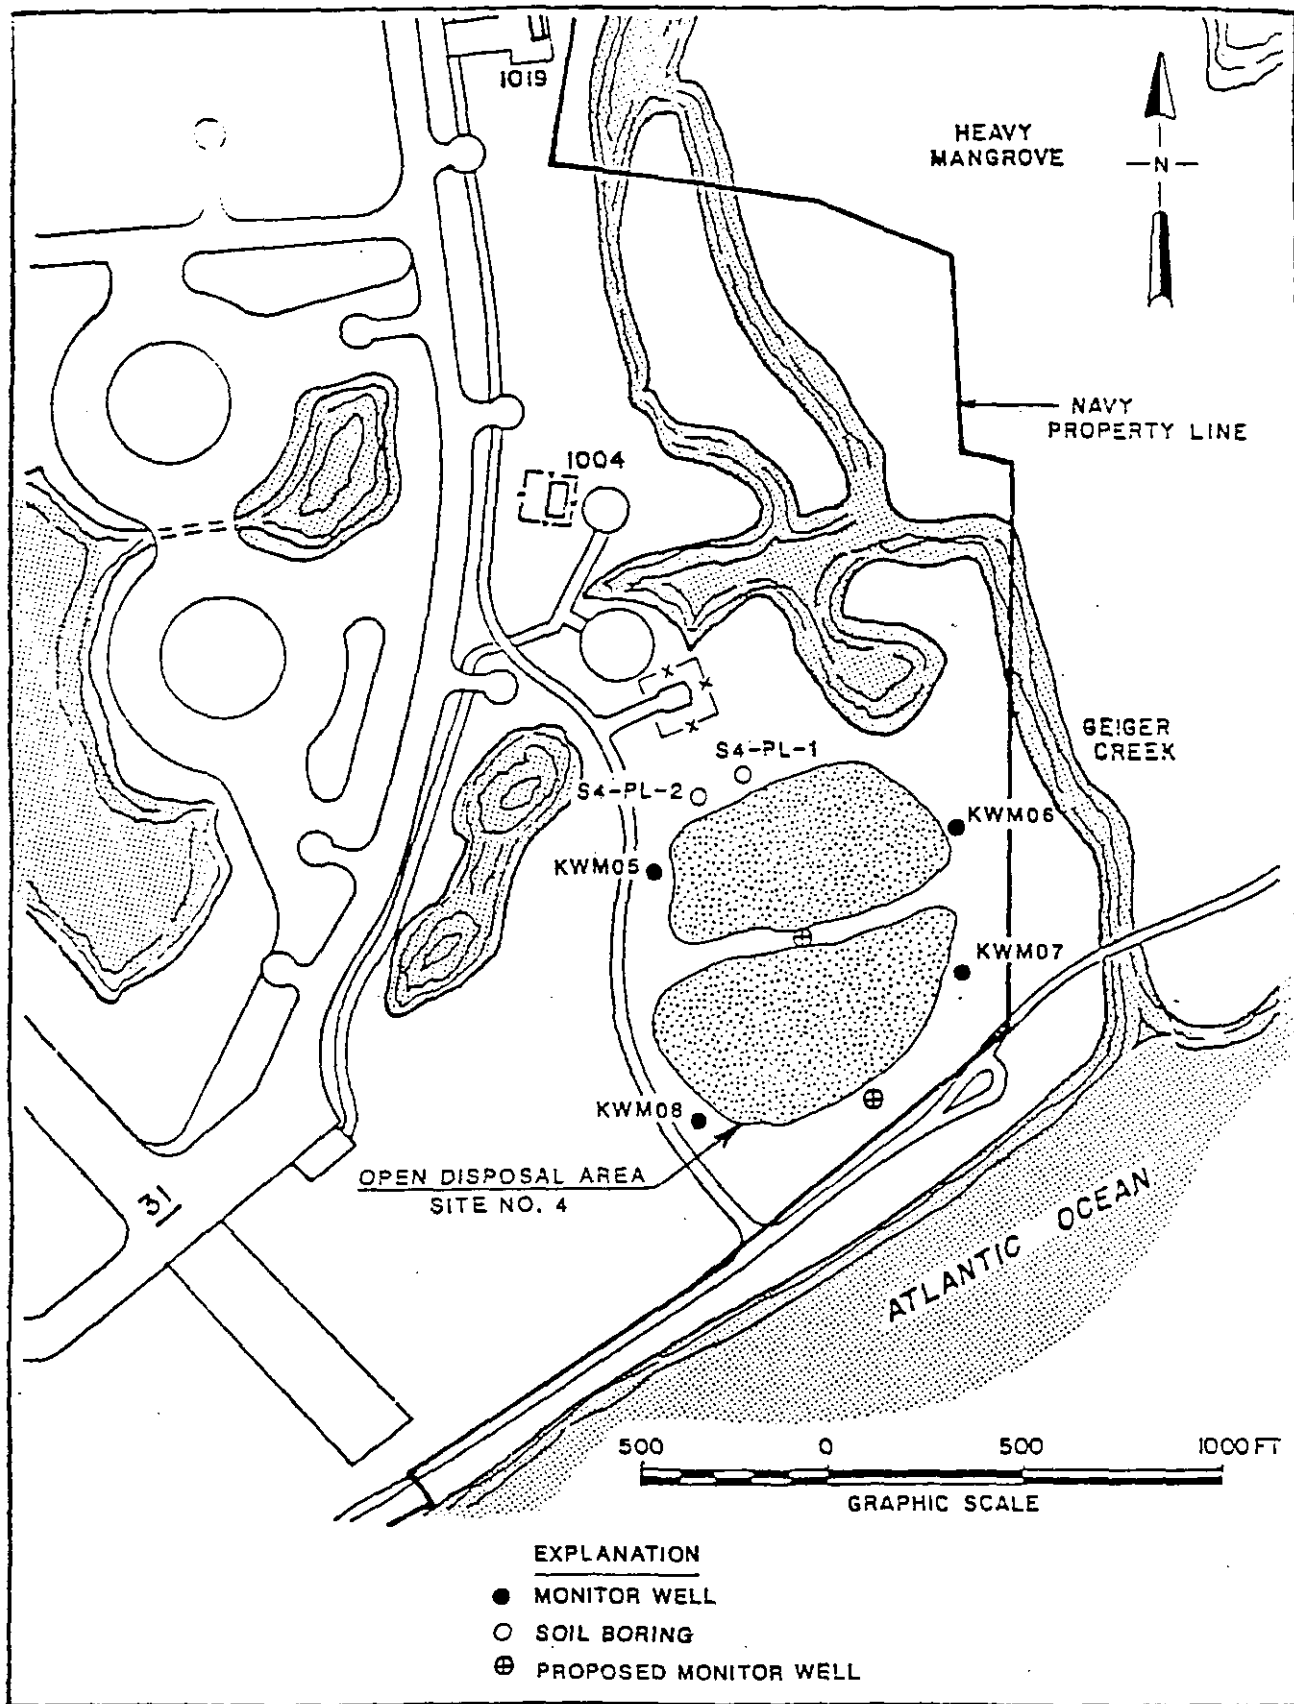 1019
HEAVY
MANGROVE
N
NAVY
PROPERTY LINE
1004
GEIGER
CREEK
S4-PL-1
S4-PL-2
KWM06
KWM05
KWM07
KWM08
OPEN DISPOSAL AREA
SITE NO. 4
31
ATLANTIC OCEAN
500 0 500 1000 FT
GRAPHIC SCALE
EXPLANATION
MONITOR WELL
SOIL BORING
PROPOSED MONITOR WELL